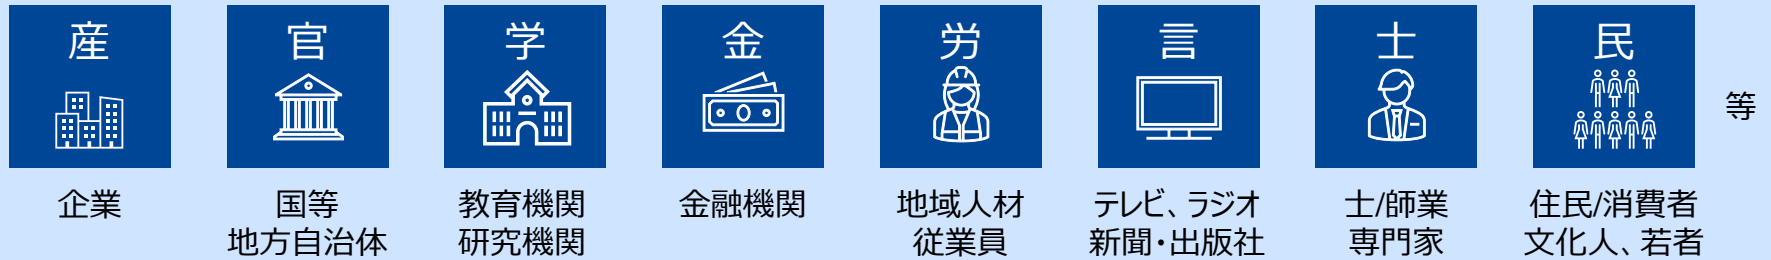 産 官 学 金 労 言 士 民
等
企業 国等 教育機関 金融機関 地域人材 テレビ、ラジオ 士/師業 住民/消費者
地方自治体 研究機関 従業員 新聞・出版社 専門家 文化人、若者